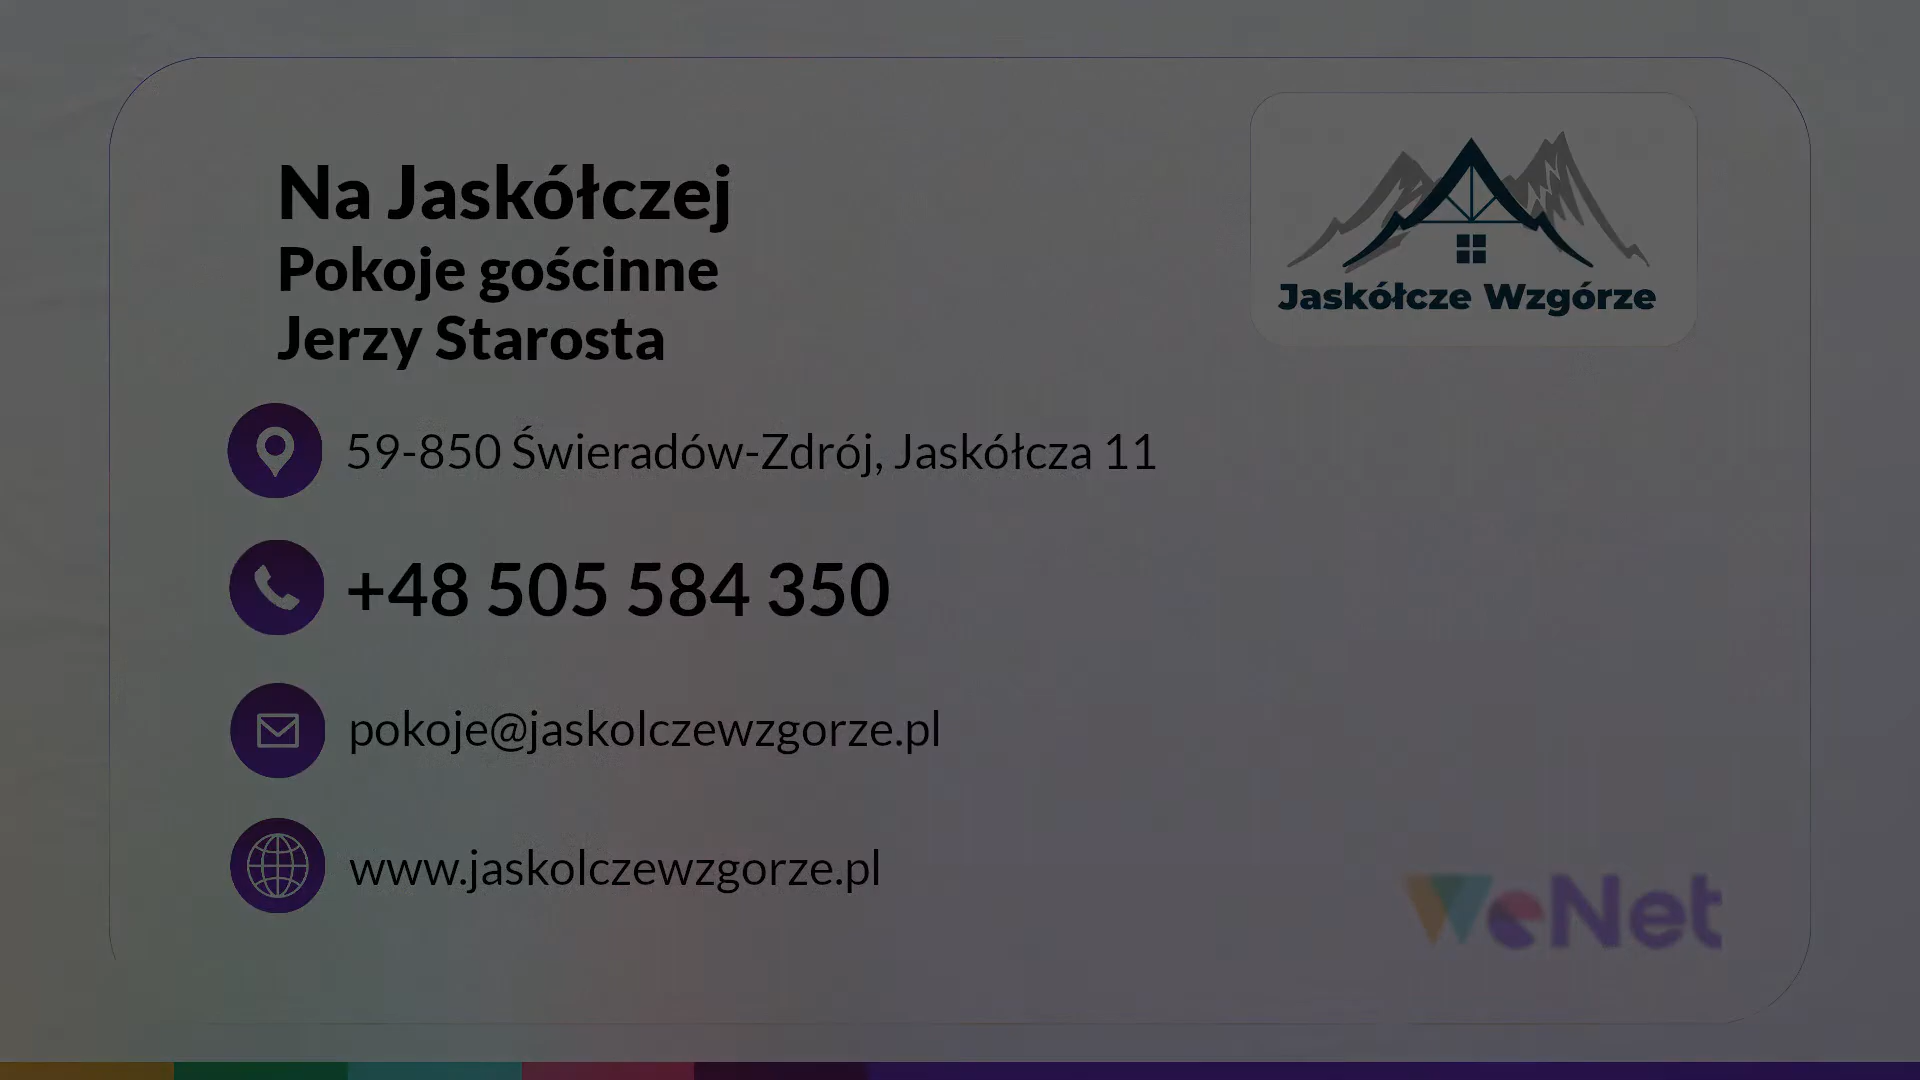 Na Jaskółczej
Pokoje gościnne
Jerzy Starosta
Jaskółcze Wzgórze
59-850 Świeradów-Zdrój, Jaskółcza 11
+48 505 584 350
pokoje@jaskolczewzgorze.pl
www.jaskolczewzgorze.pl
WeNet